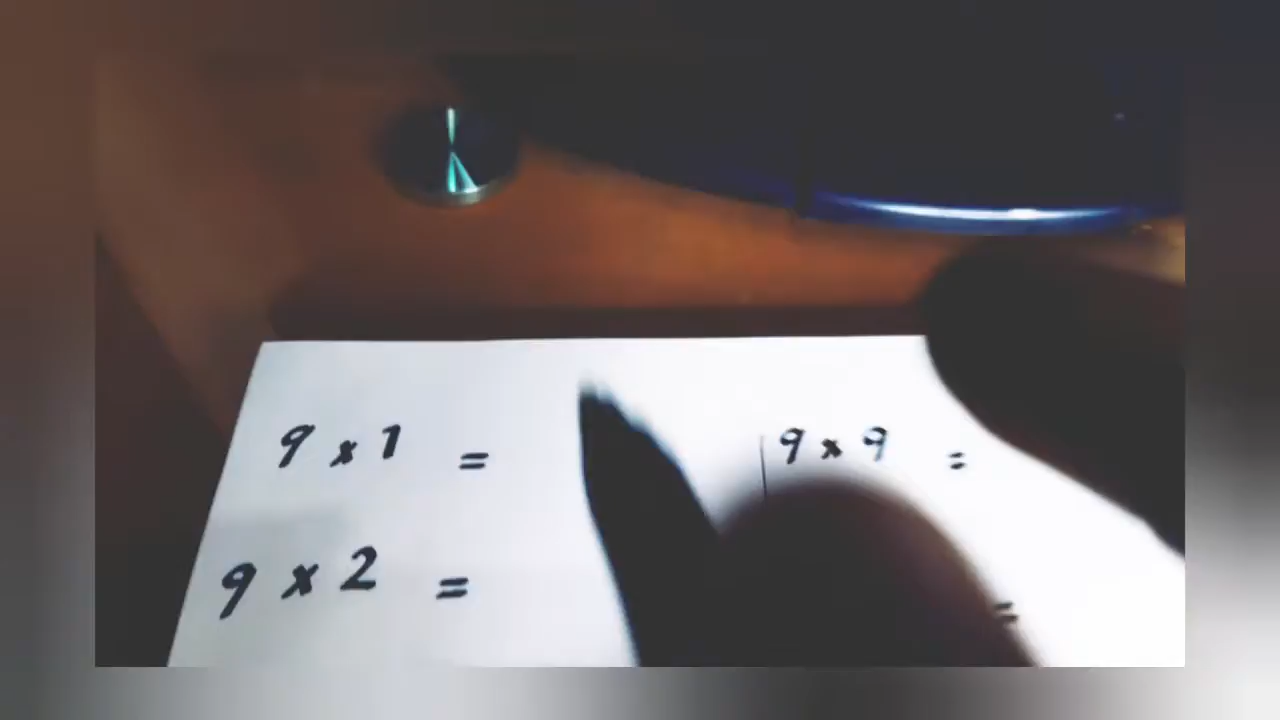 9 x 1 =
9 x 9 =
9 x 2 =
=